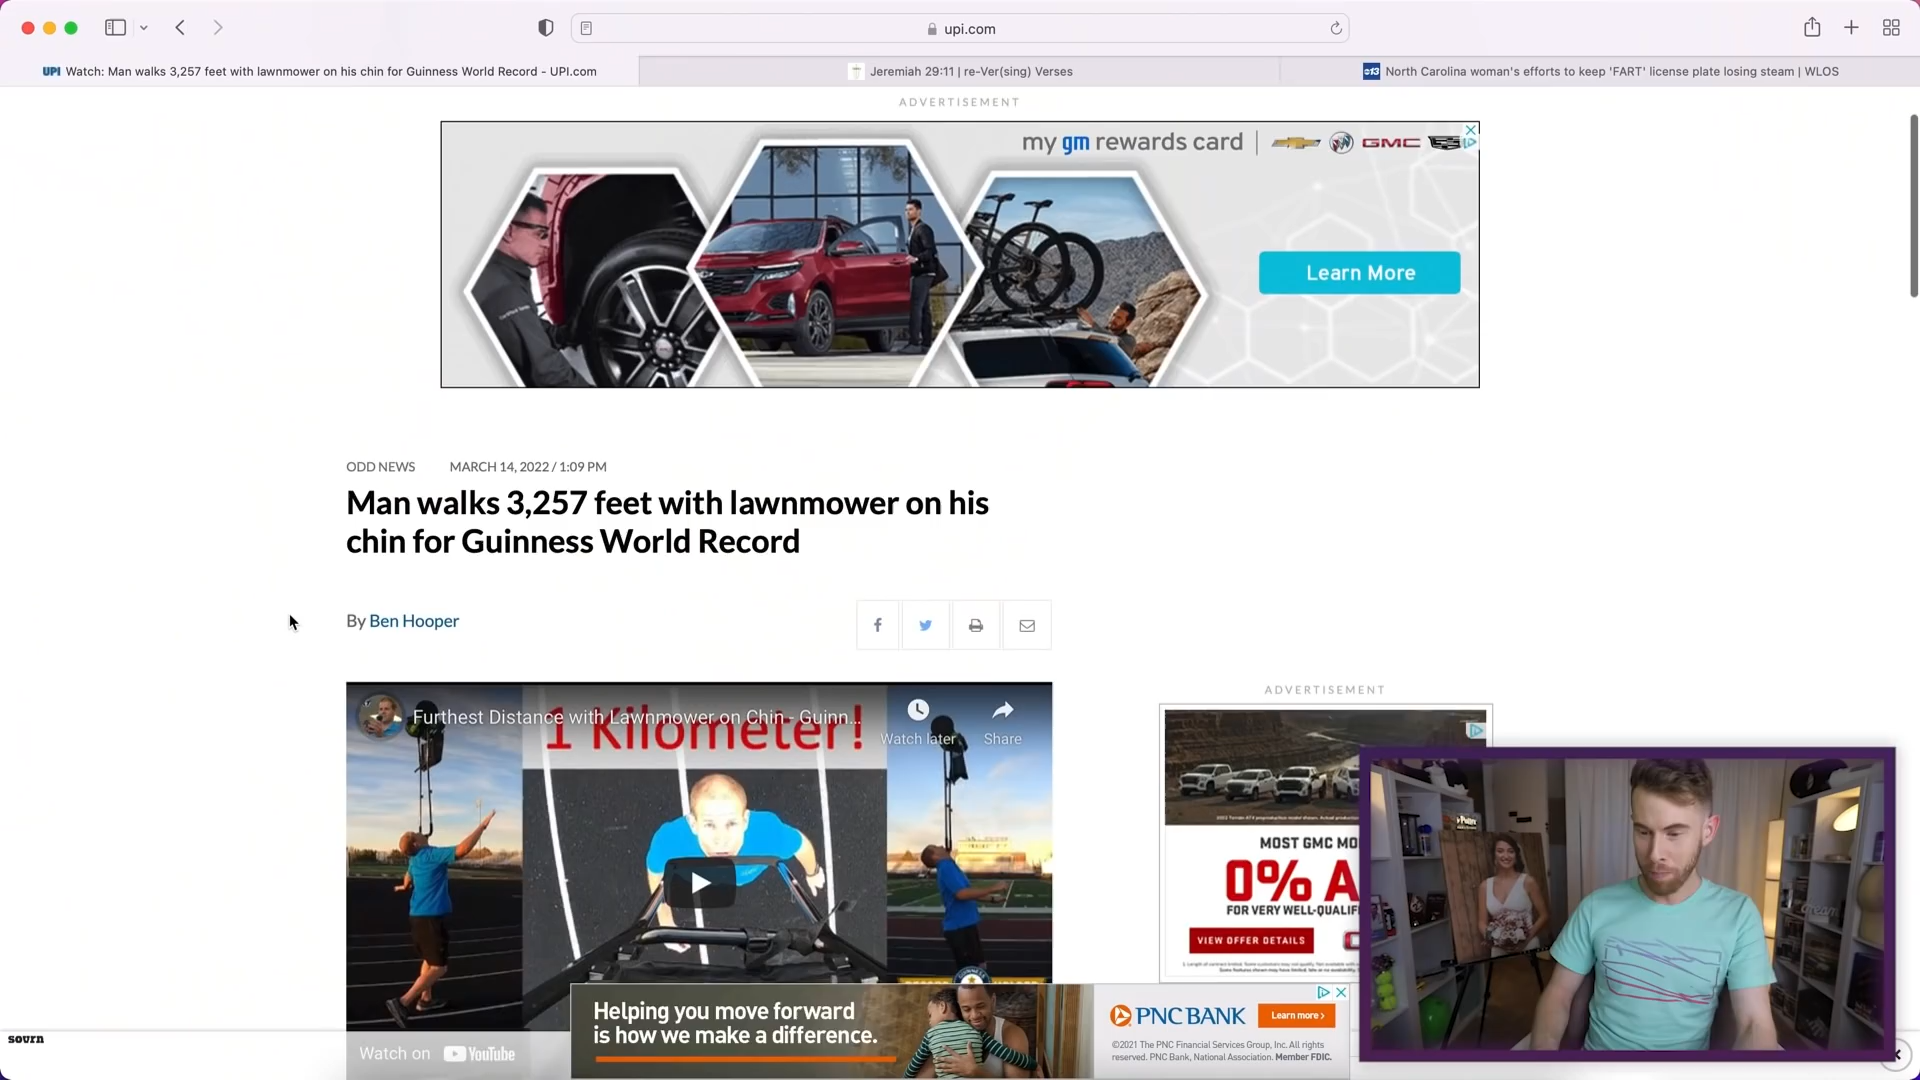 upi.com
UPI Watch: Man walks 3,257 feet with lawnmower on his chin for Guinness World Record - UPI.com
Jeremiah 29:11 | re-Ver(sing) Verses
13 North Carolina woman's efforts to keep 'FART' license plate losing steam | WLOS
ADVERTISEMENT
my gm rewards card
GMC
Learn More
ODD NEWS MARCH 14, 2022 / 1:09 PM
Man walks 3,257 feet with lawnmower on his
chin for Guinness World Record
By Ben Hooper
Furthest Distance with Lawnmower on Chin - Guinn...
1 Kilometer!
Watch later
Share
Watch on YouTube
ADVERTISEMENT
MOST GMC MO
0% A
FOR VERY WELL-QUALIF
VIEW OFFER DETAILS
Helping you move forward
is how we make a difference.
PNC BANK
Learn more ›
©2021 The PNC Financial Services Group, Inc. All rights
reserved. PNC Bank, National Association. Member FDIC.
sovrn